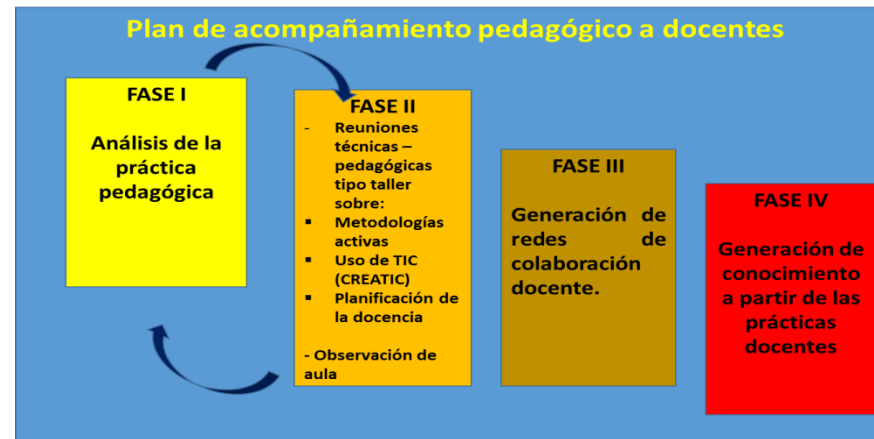 Plan de acompañamiento pedagógico a docentes
FASE I
Análisis de la
práctica
pedagógica
FASE II
- Reuniones
técnicas –
pedagógicas
tipo taller
sobre:
▪ Metodologías
activas
▪ Uso de TIC
(CREATIC)
▪ Planificación de
la docencia
- Observación de
aula
FASE III
Generación de
redes de
colaboración
docente.
FASE IV
Generación de
conocimiento
a partir de las
prácticas
docentes